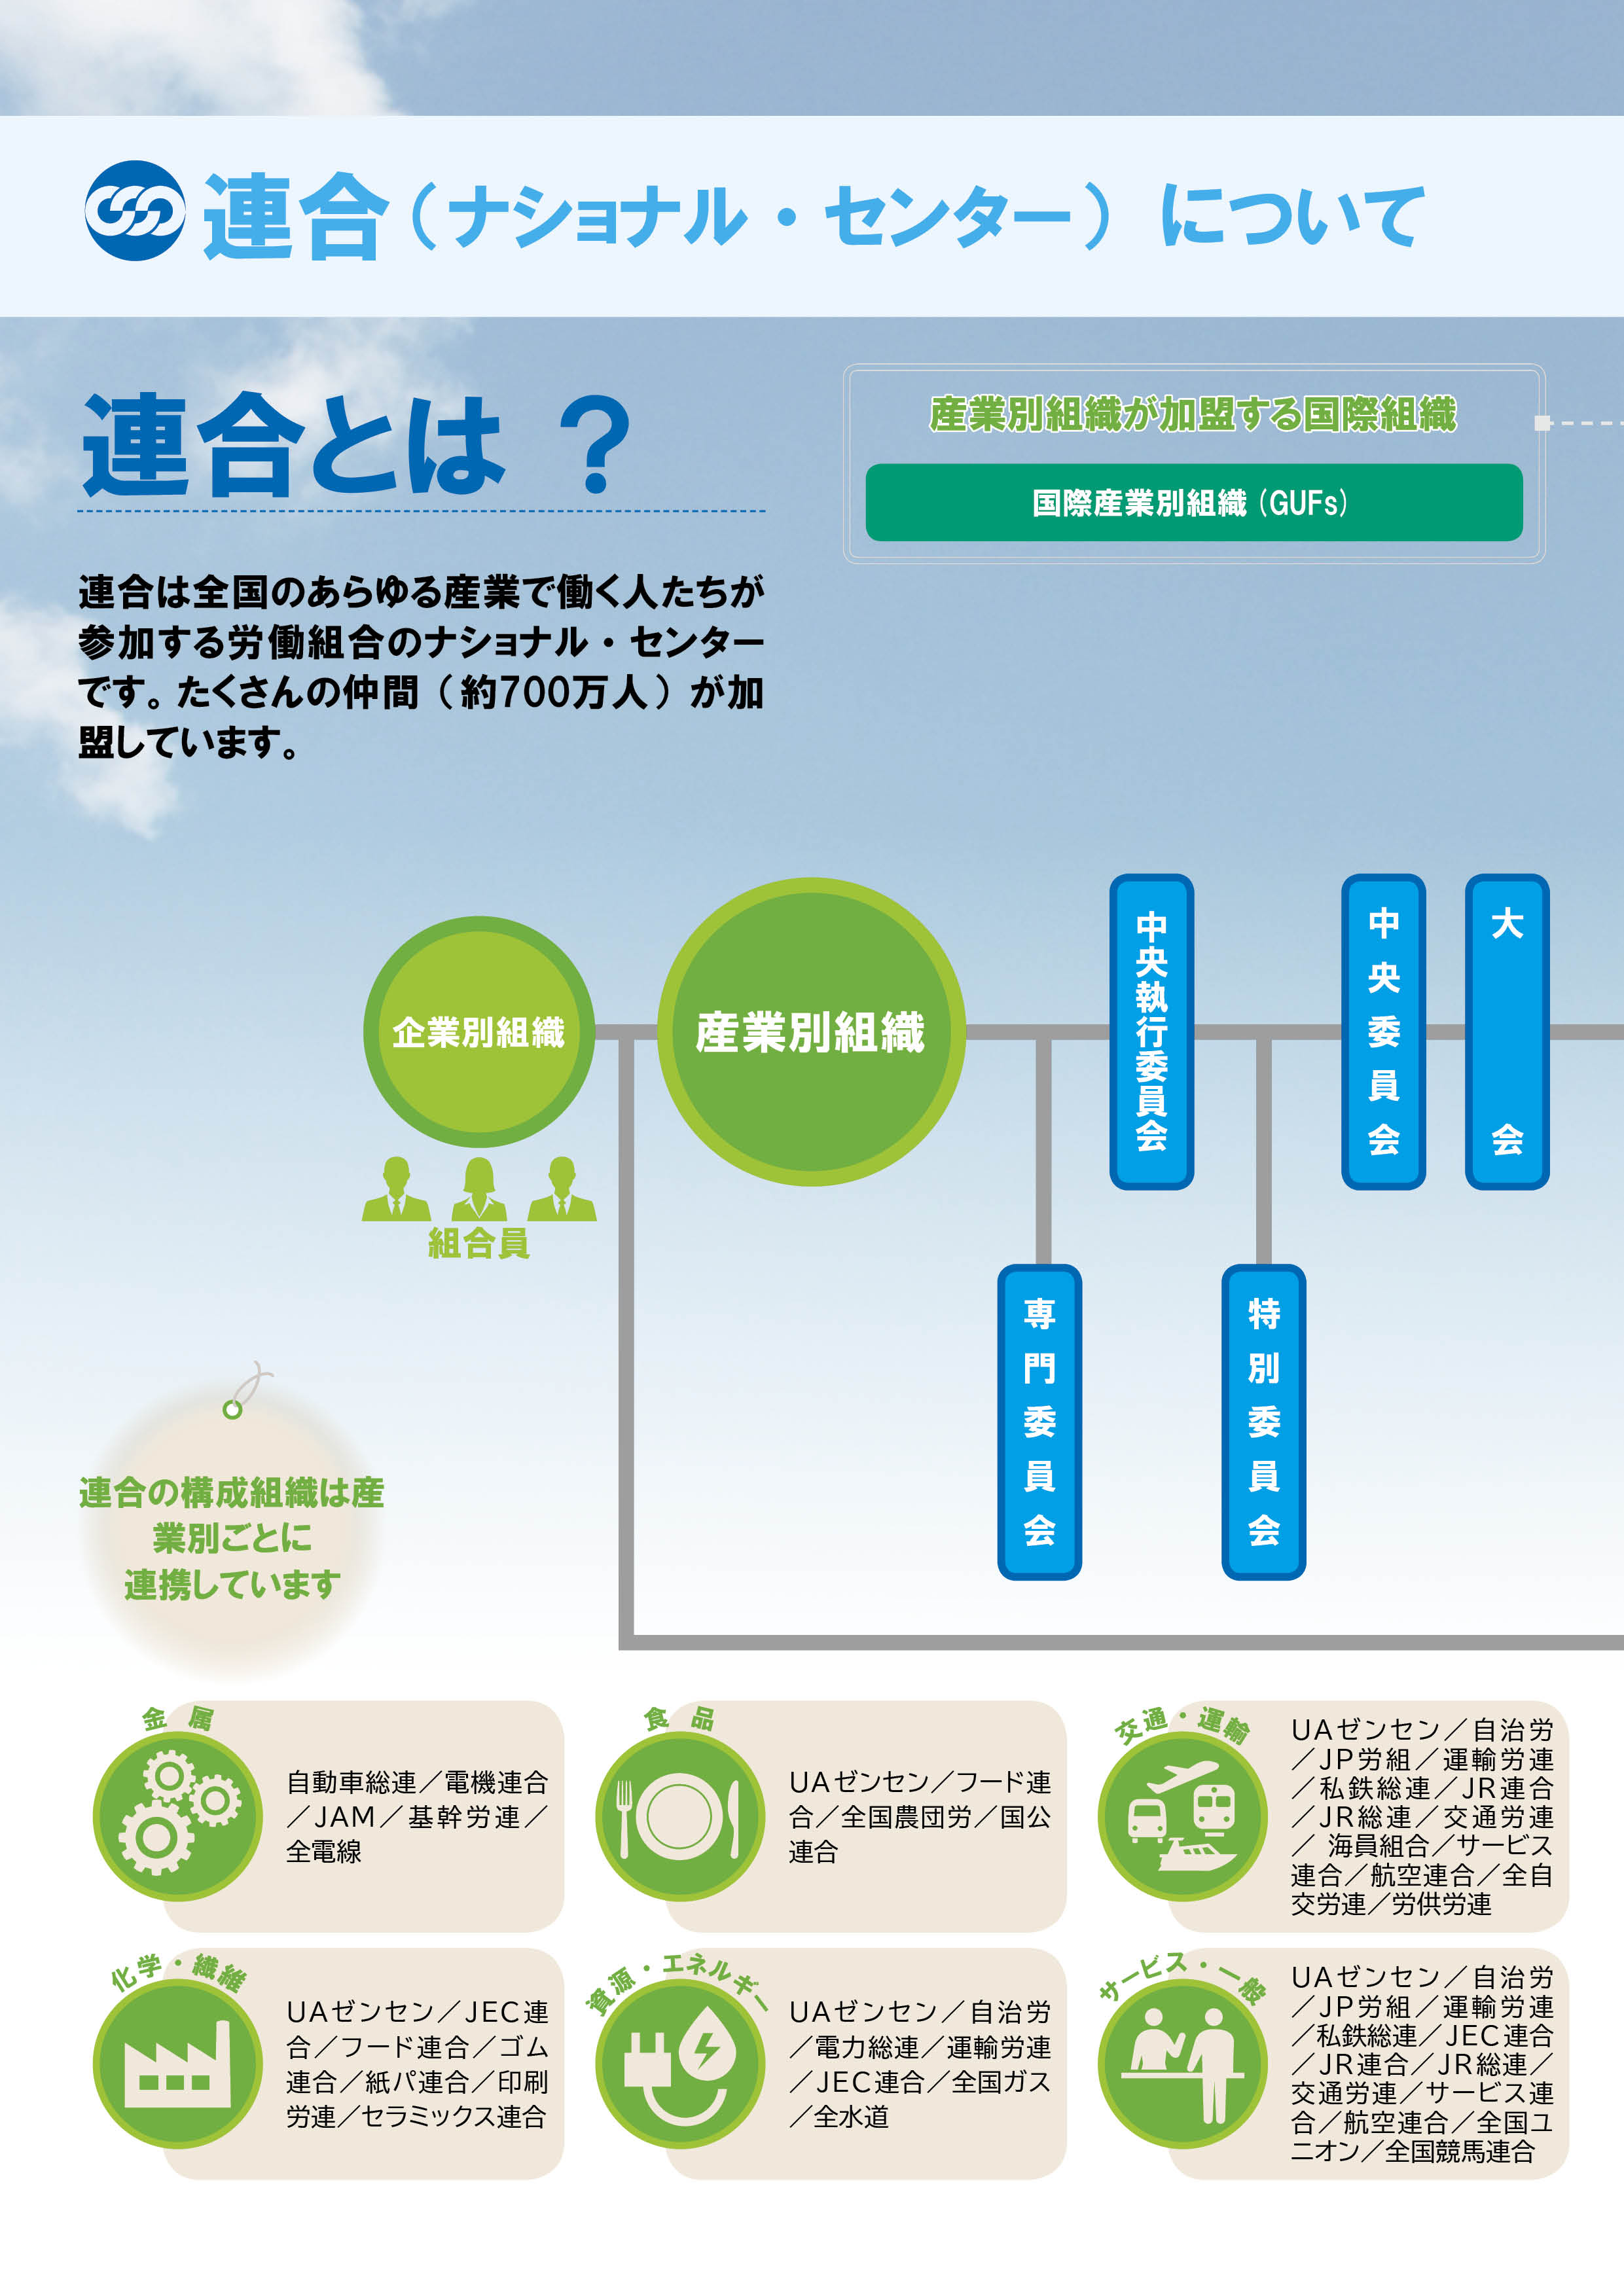 連合（ナショナル・センター）について
連合とは？
連合は全国のあらゆる産業で働く人たちが
参加する労働組合のナショナル・センター
です。たくさんの仲間（約700万人）が加
盟しています。
産業別組織が加盟する国際組織
国際産業別組織（GUFs）
企業別組織
組合員
産業別組織
中央執行委員会
中央委員会
大会
専門委員会
特別委員会
連合の構成組織は産
業別ごとに
連携しています
金属
自動車総連／電機連合
／JAM／基幹労連／
全電線
食品
UAゼンセン／フード連
合／全国農団労／国公
連合
交通・運輸
UAゼンセン／自治労
／JP労組／運輸労連
／私鉄総連／JR連合
／JR総連／交通労連
／ 海員組合／サービス
連合／航空連合／全自
交労連／労供労連
化学・繊維
UAゼンセン／JEC連
合／フード連合／ゴム
連合／紙パ連合／印刷
労連／セラミックス連合
資源・エネルギー
UAゼンセン／自治労
／電力総連／運輸労連
／JEC連合／全国ガス
／全水道
サービス・一般
UAゼンセン／自治労
／JP労組／運輸労連
／私鉄総連／JEC連合
／JR連合／JR総連／
交通労連／サービス連
合／航空連合／全国ユ
ニオン／全国競馬連合